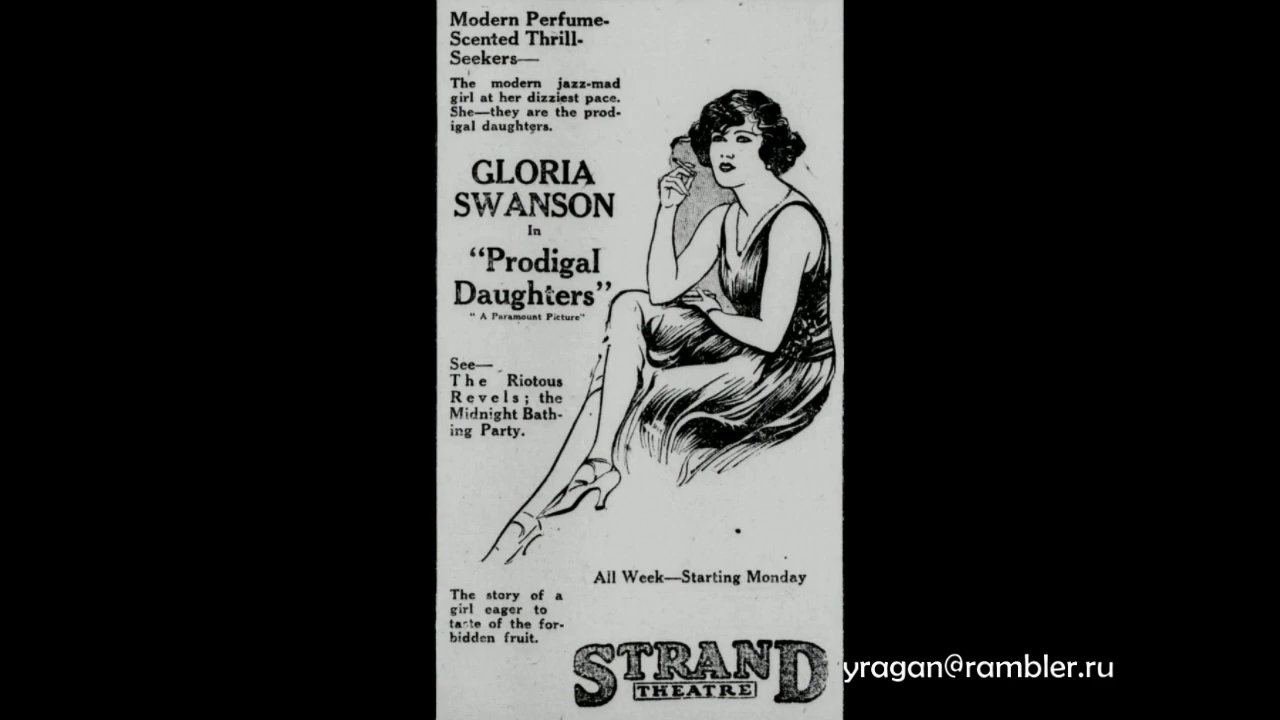 Modern Perfume-
Scented Thrill-
Seekers—
The modern jazz-mad
girl at her dizziest pace.
She—they are the prod-
igal daughters.
GLORIA
SWANSON
In
"Prodigal
Daughters"
" A Paramount Picture"
See—
The Riotous
Revels; the
Midnight Bath-
ing Party.
All Week—Starting Monday
The story of a
girl eager to
taste of the for-
bidden fruit.
STRAND
THEATRE
yragan@rambler.ru